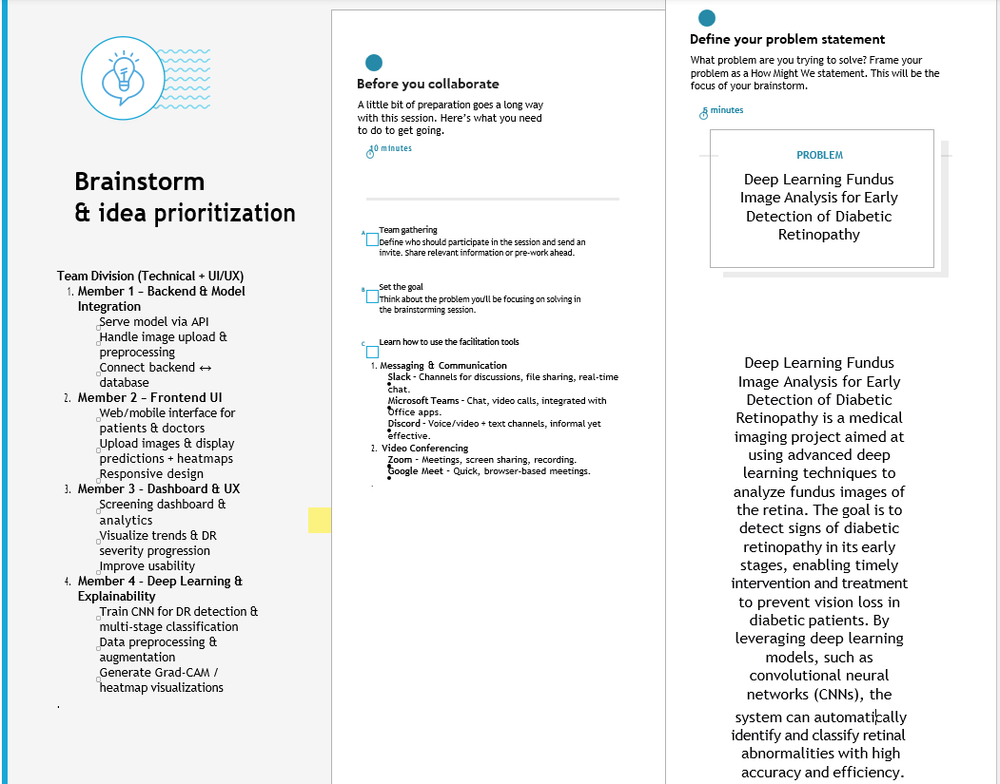 Brainstorm
& idea prioritization
Team Division (Technical + UI/UX)
1. Member 1 – Backend & Model
Integration
Serve model via API
Handle image upload &
preprocessing
Connect backend ↔
database
2. Member 2 – Frontend UI
Web/mobile interface for
patients & doctors
Upload images & display
predictions + heatmaps
Responsive design
3. Member 3 – Dashboard & UX
Screening dashboard &
analytics
Visualize trends & DR
severity progression
Improve usability
4. Member 4 – Deep Learning &
Explainability
Train CNN for DR detection &
multi-stage classification
Data preprocessing &
augmentation
Generate Grad-CAM /
heatmap visualizations
.
Before you collaborate
A little bit of preparation goes a long way
with this session. Here's what you need
to do to get going.
10 minutes
A
Team gathering
Define who should participate in the session and send an
invite. Share relevant information or pre-work ahead.
B
Set the goal
Think about the problem you'll be focusing on solving in
the brainstorming session.
C
Learn how to use the facilitation tools
1. Messaging & Communication
Slack – Channels for discussions, file sharing, real-time
chat.
Microsoft Teams – Chat, video calls, integrated with
Office apps.
Discord – Voice/video + text channels, informal yet
effective.
2. Video Conferencing
Zoom – Meetings, screen sharing, recording.
Google Meet – Quick, browser-based meetings.
.
Define your problem statement
What problem are you trying to solve? Frame your
problem as a How Might We statement. This will be the
focus of your brainstorm.
5 minutes
PROBLEM
Deep Learning Fundus
Image Analysis for Early
Detection of Diabetic
Retinopathy
Deep Learning Fundus
Image Analysis for Early
Detection of Diabetic
Retinopathy is a medical
imaging project aimed at
using advanced deep
learning techniques to
analyze fundus images of
the retina. The goal is to
detect signs of diabetic
retinopathy in its early
stages, enabling timely
intervention and treatment
to prevent vision loss in
diabetic patients. By
leveraging deep learning
models, such as
convolutional neural
networks (CNNs), the
system can automatically
identify and classify retinal
abnormalities with high
accuracy and efficiency.